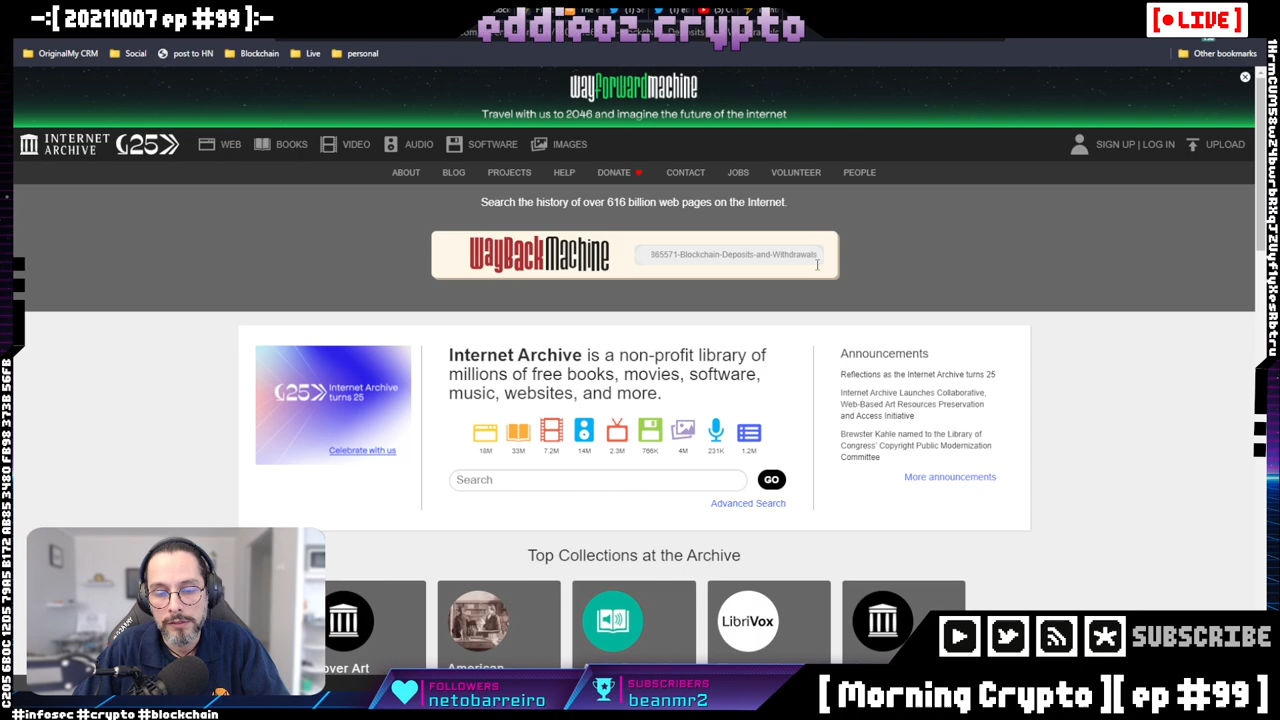 -:[ 20211007 ep #99 ]:-
eddieoz.crypto
[ LIVE ]
OriginalMy CRM
Social
post to HN
Blockchain
Live
personal
Other bookmarks
wayforwardmachine
Travel with us to 2046 and imagine the future of the internet
INTERNET ARCHIVE
25
WEB
BOOKS
VIDEO
AUDIO
SOFTWARE
IMAGES
SIGN UP | LOG IN
UPLOAD
ABOUT
BLOG
PROJECTS
HELP
DONATE
CONTACT
JOBS
VOLUNTEER
PEOPLE
Search the history of over 616 billion web pages on the Internet.
WayBackMachine
365571-Blockchain-Deposits-and-Withdrawals
25
Internet Archive
turns 25
Celebrate with us
Internet Archive is a non-profit library of
millions of free books, movies, software,
music, websites, and more.
18M
33M
7.2M
14M
2.3M
766K
4M
231K
1.2M
Search
GO
Advanced Search
Announcements
Reflections as the Internet Archive turns 25
Internet Archive Launches Collaborative,
Web-Based Art Resources Preservation
and Access Initiative
Brewster Kahle named to the Library of
Congress' Copyright Public Modernization
Committee
More announcements
Top Collections at the Archive
LibriVox
over Art
American
SUBSCRIBE
FOLLOWERS
netobarreiro
SUBSCRIBERS
beanmr2
[ Morning Crypto ][ ep #99 ]
#infosec #crypto #blockchain